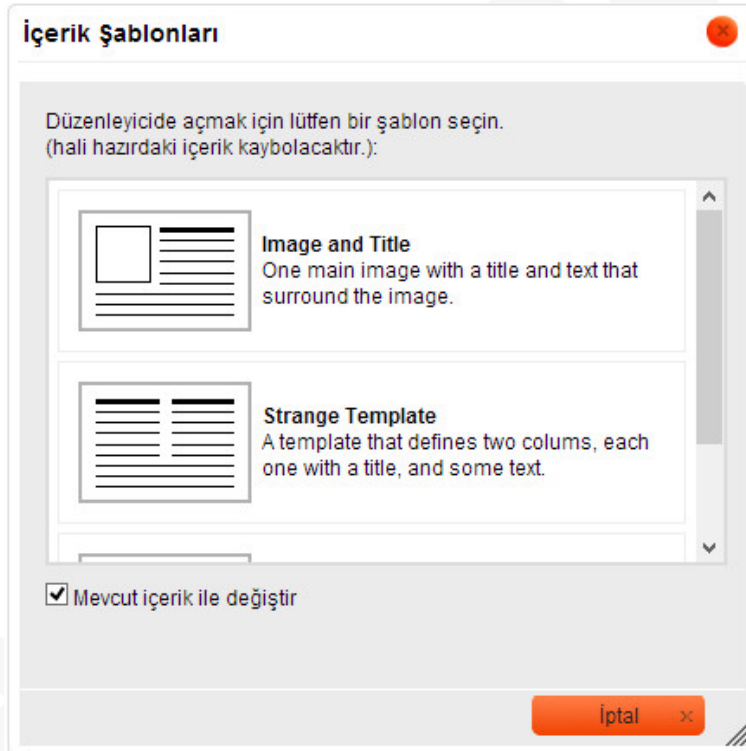 İçerik Şablonları
Düzenleyicide açmak için lütfen bir şablon seçin.
(hali hazırdaki içerik kaybolacaktır.):
Image and Title
One main image with a title and text that
surround the image.
Strange Template
A template that defines two colums, each
one with a title, and some text.
Mevcut içerik ile değiştir
İptal